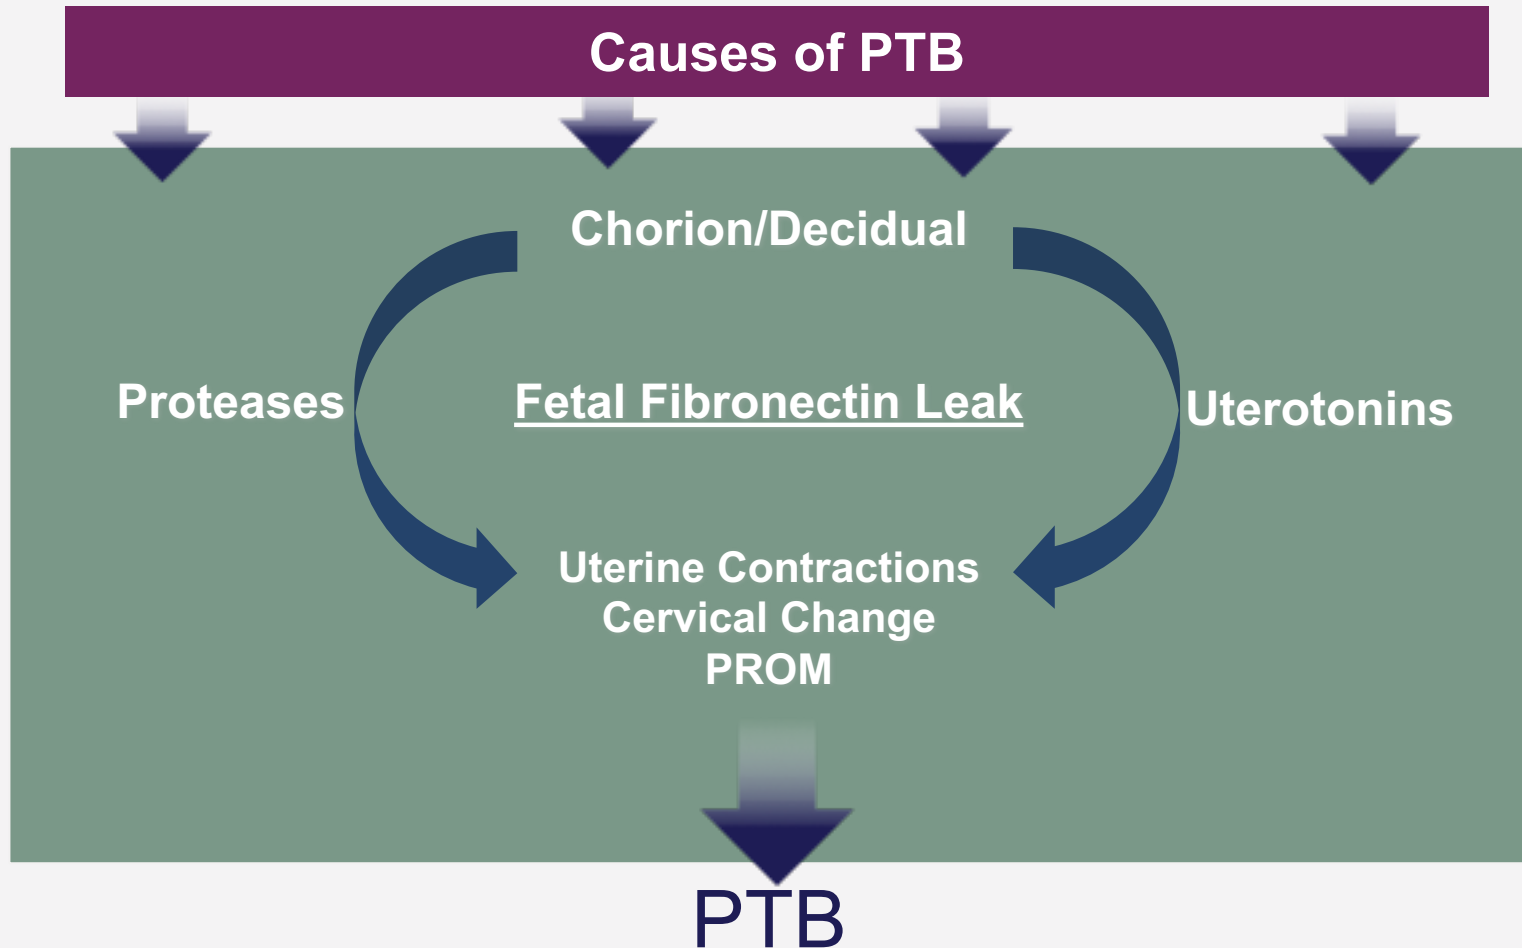 Causes of PTB
Chorion/Decidual
Proteases
Fetal Fibronectin Leak
Uterotonins
Uterine Contractions
Cervical Change
PROM
PTB